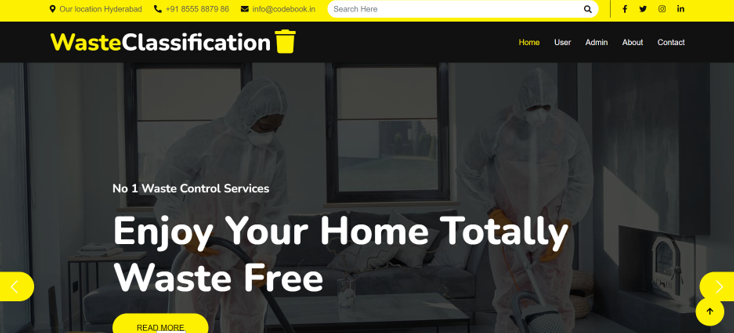 Our location Hyderabad +91 8555 8879 86 info@codebook.in Search Here
WasteClassification Home User Admin About Contact
No 1 Waste Control Services
Enjoy Your Home Totally
Waste Free
READ MORE